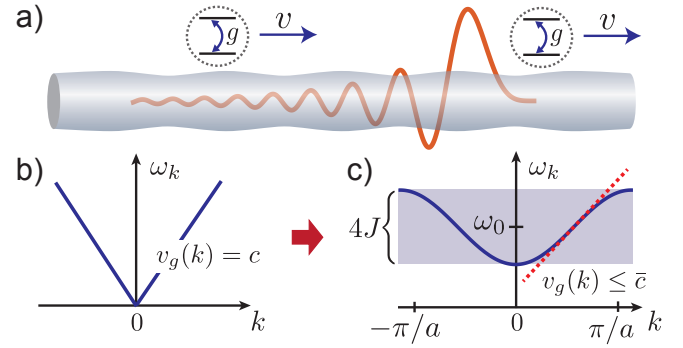 a)
g
v
g
v
b)
ω_k
v_g(k) = c
0
k
c)
ω_k
4J
ω_0
v_g(k) ≤ c̄
−π/a
0
π/a
k